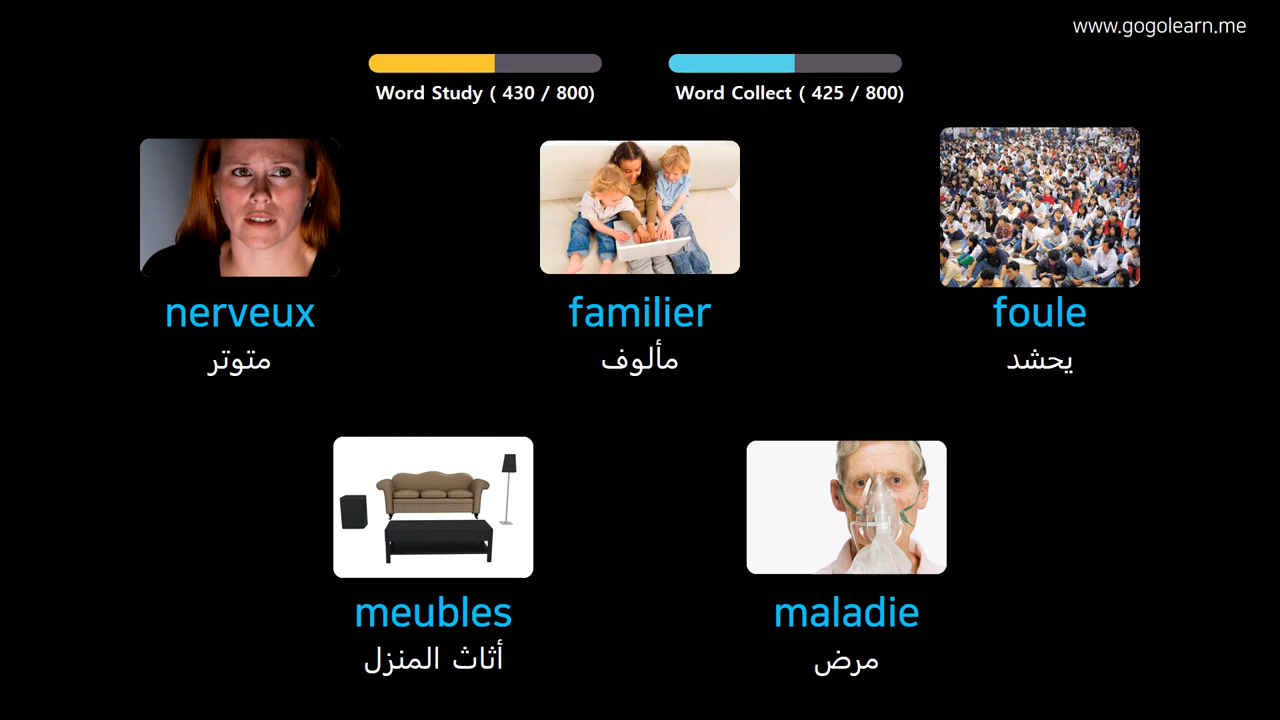 www.gogolearn.me
Word Study ( 430 / 800)
Word Collect ( 425 / 800)
nerveux
متوتر
familier
مألوف
foule
يحشد
meubles
أثاث المنزل
maladie
مرض